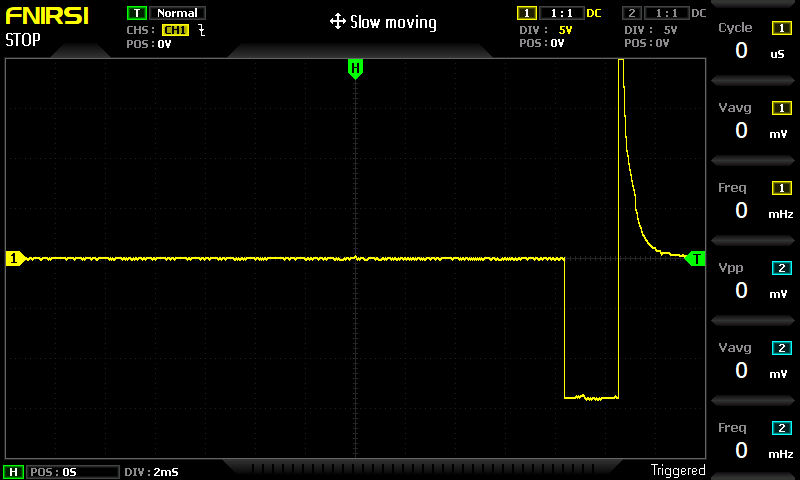 FNIRSI
STOP
T Normal
CHS: CH1
POS: 0V
Slow moving
1 1:1 DC
DIV: 5V
POS: 0V
2 1:1 DC
DIV: 5V
POS: 0V
H
1
T
Cycle 1
0 uS
Vavg 1
0 mV
Freq 1
0 mHz
Vpp 2
0 mV
Vavg 2
0 mV
Freq 2
0 mHz
H POS: 0S DIV: 2mS
Triggered